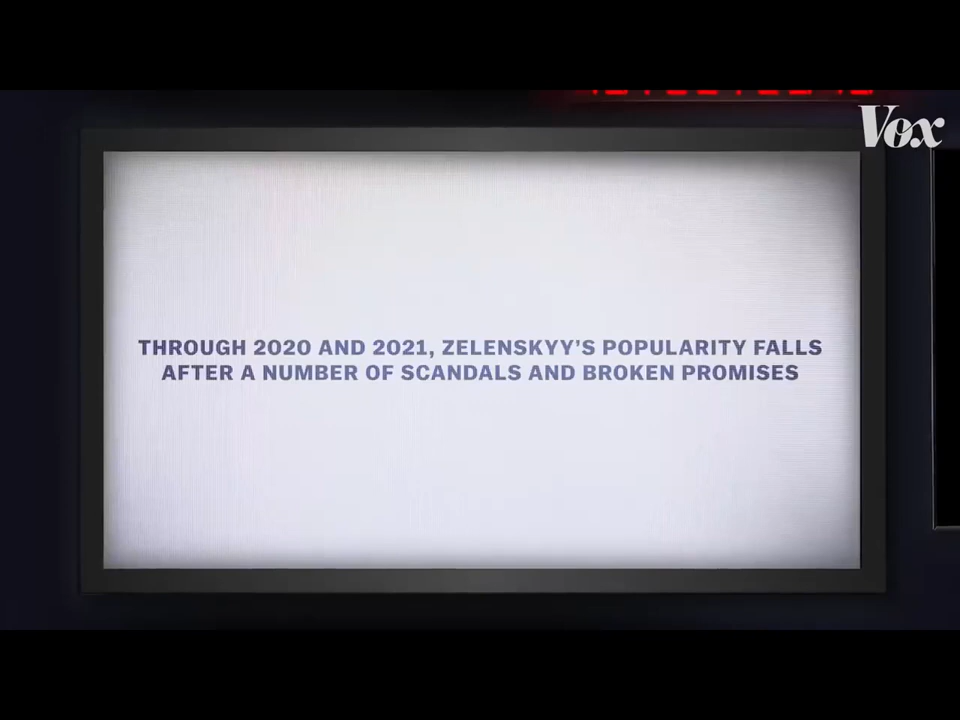 Vox
THROUGH 2020 AND 2021, ZELENSKYY'S POPULARITY FALLS
AFTER A NUMBER OF SCANDALS AND BROKEN PROMISES